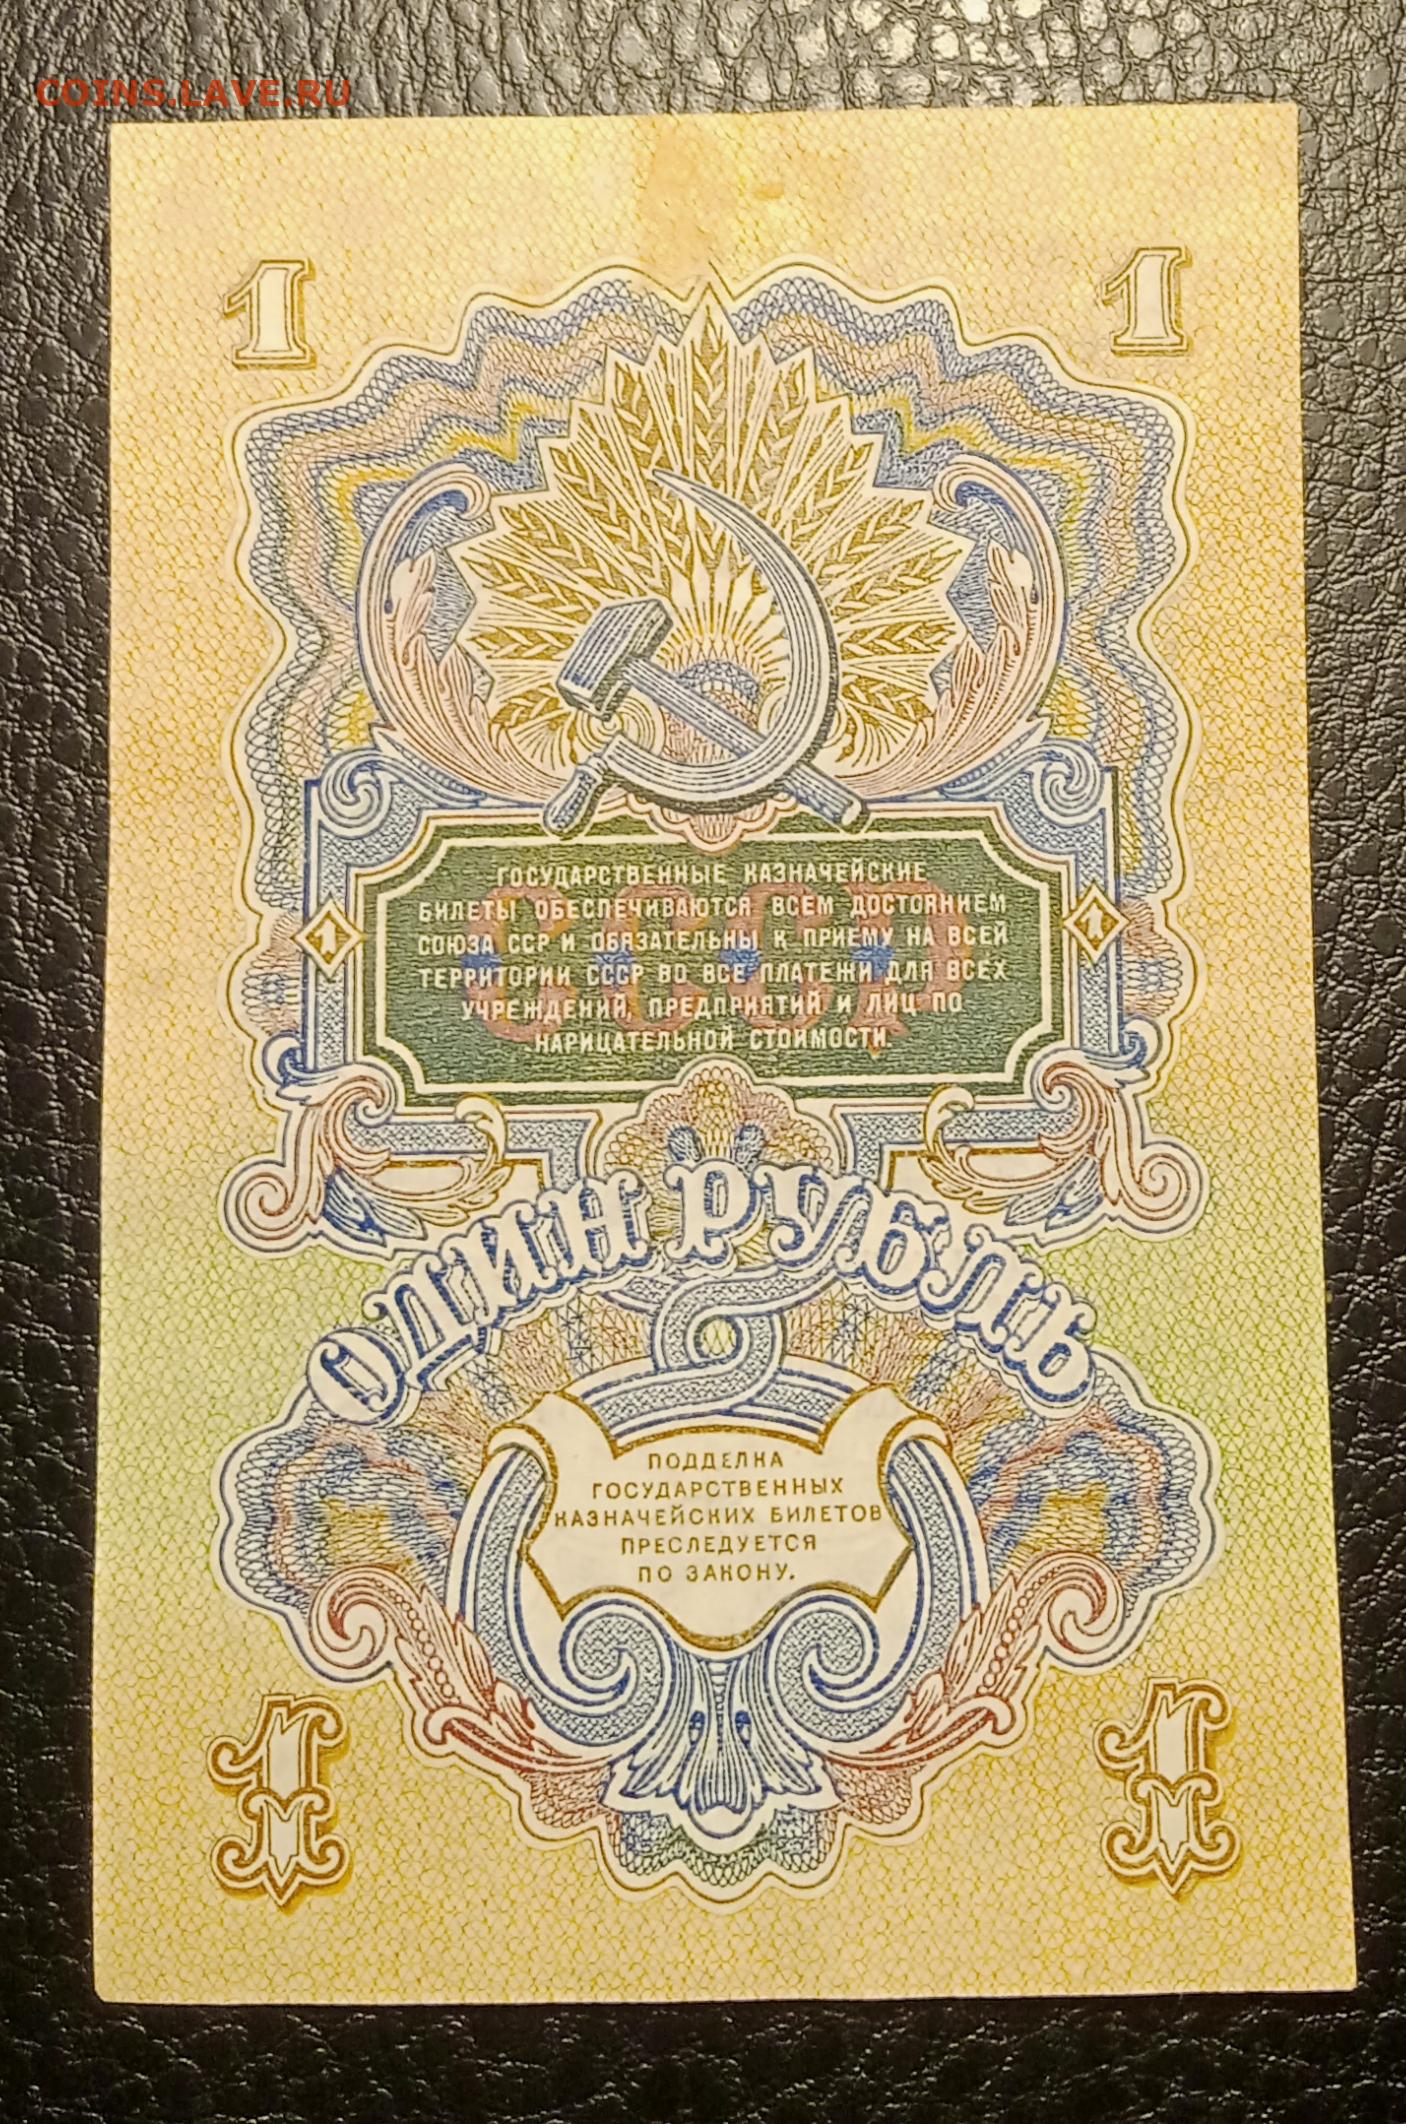 COINS.LAVE.RU
1 1
ГОСУДАРСТВЕННЫЕ КАЗНАЧЕЙСКИЕ
БИЛЕТЫ ОБЕСПЕЧИВАЮТСЯ ВСЕМ ДОСТОЯНИЕМ
СОЮЗА ССР И ОБЯЗАТЕЛЬНЫ К ПРИЕМУ НА ВСЕЙ
ТЕРРИТОРИИ СССР ВО ВСЕ ПЛАТЕЖИ ДЛЯ ВСЕХ
УЧРЕЖДЕНИЙ, ПРЕДПРИЯТИЙ И ЛИЦ ПО
НАРИЦАТЕЛЬНОЙ СТОИМОСТИ.
СССР
1 1
ОДИН РУБЛЬ
ПОДДЕЛКА
ГОСУДАРСТВЕННЫХ
КАЗНАЧЕЙСКИХ БИЛЕТОВ
ПРЕСЛЕДУЕТСЯ
ПО ЗАКОНУ.
1 1